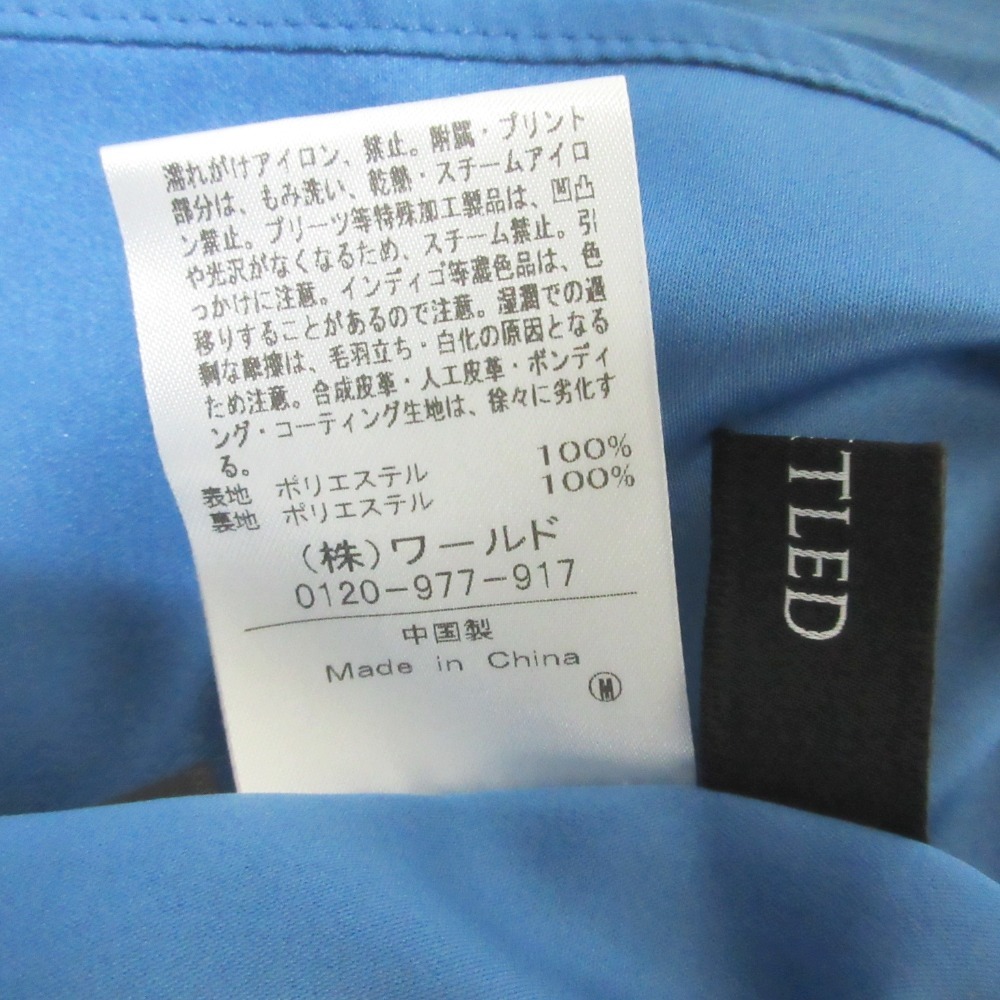 濡れがけアイロン、禁止。附属・プリント
部分は、もみ洗い、乾熱・スチームアイロ
ン禁止。プリーツ等特殊加工製品は、凹凸
や光沢がなくなるため、スチーム禁止。引
っかけに注意。インディゴ等濃色品は、色
移りすることがあるので注意。湿潤での過
剰な摩擦は、毛羽立ち・白化の原因となる
ため注意。合成皮革・人工皮革・ボンディ
ング・コーティング生地は、徐々に劣化す
る。
表地 ポリエステル 100%
裏地 ポリエステル 100%
(株)ワールド
0120-977-917
中国製
Made in China
Ⓜ
TLED